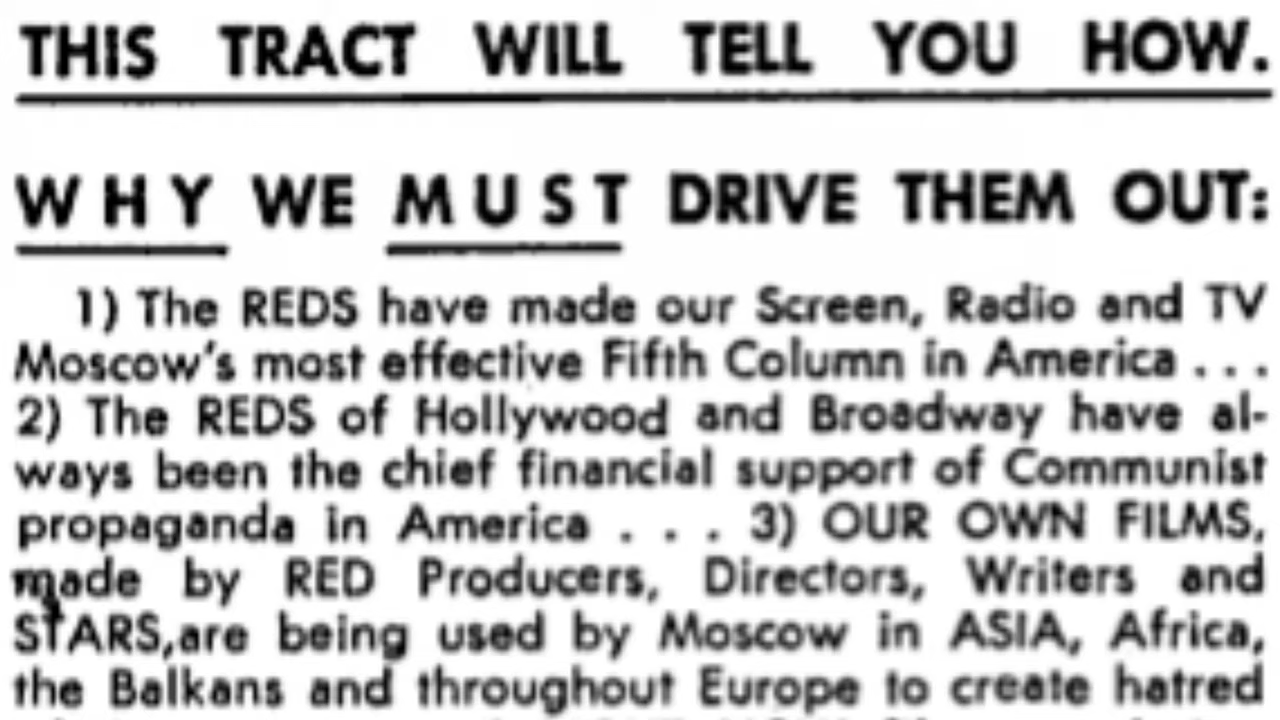 THIS TRACT WILL TELL YOU HOW.
WHY WE MUST DRIVE THEM OUT:
1) The REDS have made our Screen, Radio and TV
Moscow's most effective Fifth Column in America ...
2) The REDS of Hollywood and Broadway have al-
ways been the chief financial support of Communist
propaganda in America . . . 3) OUR OWN FILMS,
made by RED Producers, Directors, Writers and
STARS,are being used by Moscow in ASIA, Africa,
the Balkans and throughout Europe to create hatred